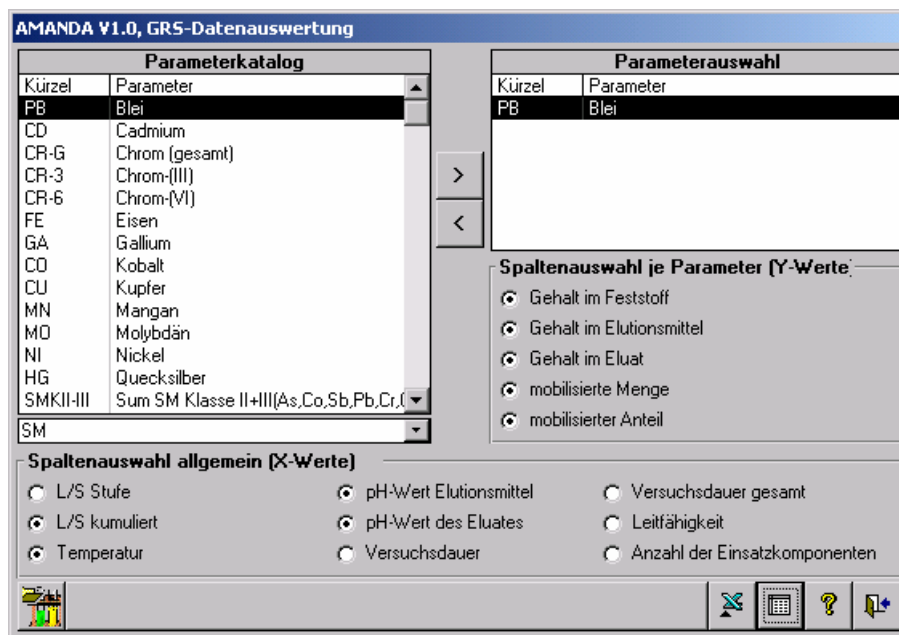 AMANDA V1.0, GRS-Datenauswertung
Parameterkatalog
Kürzel Parameter
PB Blei
CD Cadmium
CR-G Chrom (gesamt)
CR-3 Chrom-(III)
CR-6 Chrom-(VI)
FE Eisen
GA Gallium
CO Kobalt
CU Kupfer
MN Mangan
MO Molybdän
NI Nickel
HG Quecksilber
SMKII-III Sum SM Klasse II+III(As,Co,Sb,Pb,Cr,
SM
>
<
Parameterauswahl
Kürzel Parameter
PB Blei
Spaltenauswahl je Parameter (Y-Werte)
Gehalt im Feststoff
Gehalt im Elutionsmittel
Gehalt im Eluat
mobilisierte Menge
mobilisierter Anteil
Spaltenauswahl allgemein (X-Werte)
L/S Stufe
L/S kumuliert
Temperatur
pH-Wert Elutionsmittel
pH-Wert des Eluates
Versuchsdauer
Versuchsdauer gesamt
Leitfähigkeit
Anzahl der Einsatzkomponenten